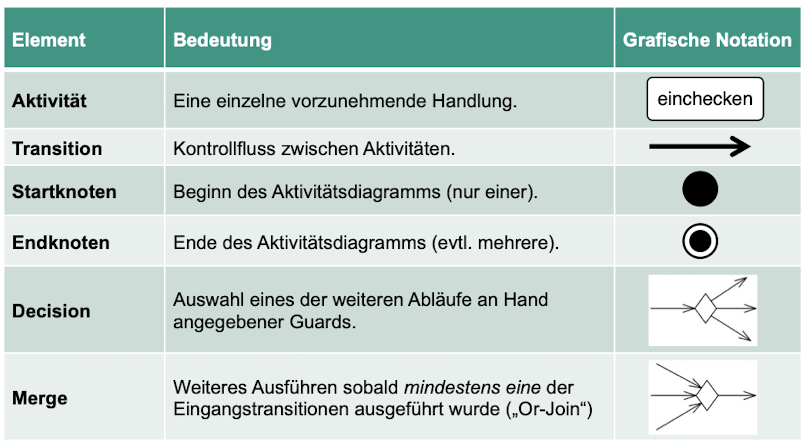 Element Bedeutung Grafische Notation
Aktivität Eine einzelne vorzunehmende Handlung. einchecken
Transition Kontrollfluss zwischen Aktivitäten.
Startknoten Beginn des Aktivitätsdiagramms (nur einer).
Endknoten Ende des Aktivitätsdiagramms (evtl. mehrere).
Decision Auswahl eines der weiteren Abläufe an Hand
angegebener Guards.
Merge Weiteres Ausführen sobald mindestens eine der
Eingangstransitionen ausgeführt wurde („Or-Join“)